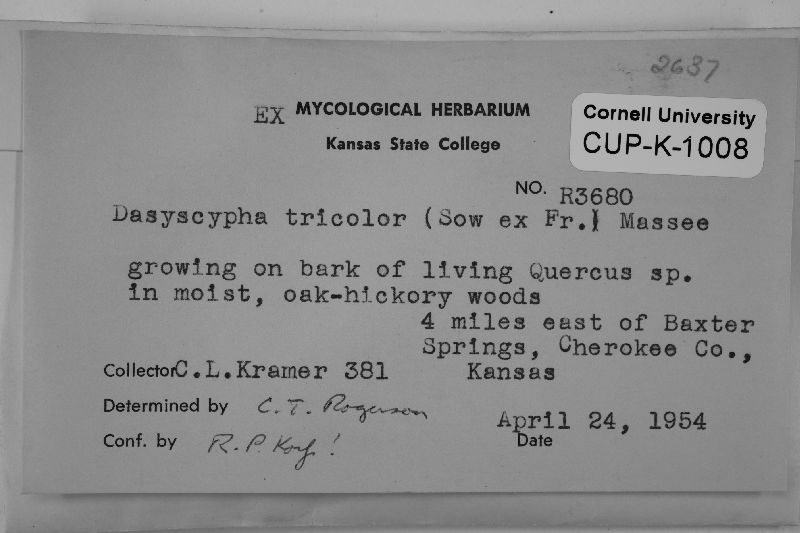 2637
EX MYCOLOGICAL HERBARIUM
Kansas State College
Cornell University
CUP-K-1008
NO. R3680
Dasyscypha tricolor (Sow ex Fr.) Massee
growing on bark of living Quercus sp.
in moist, oak-hickory woods
4 miles east of Baxter
Springs, Cherokee Co.,
Collector C.L.Kramer 381 Kansas
Determined by C. T. Rogerson
April 24, 1954
Conf. by R. P. Korf!
Date